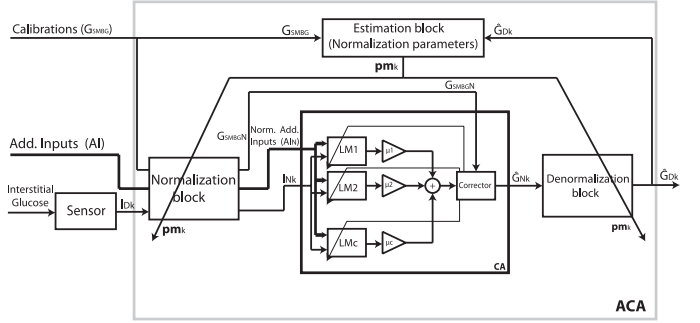 Calibrations (GSMBG)
GSMBG
Estimation block
(Normalization parameters)
ĜDk
pmk
GSMBGN
Add. Inputs (AI)
Norm. Add.
Inputs (AIN)
Interstitial
Glucose
Sensor
IDk
Normalization
block
pmk
INk
LM1
μ1
LM2
μ2
LMc
μc
+
Corrector
CA
ĜNk
Denormalization
block
pmk
ĜDk
ACA